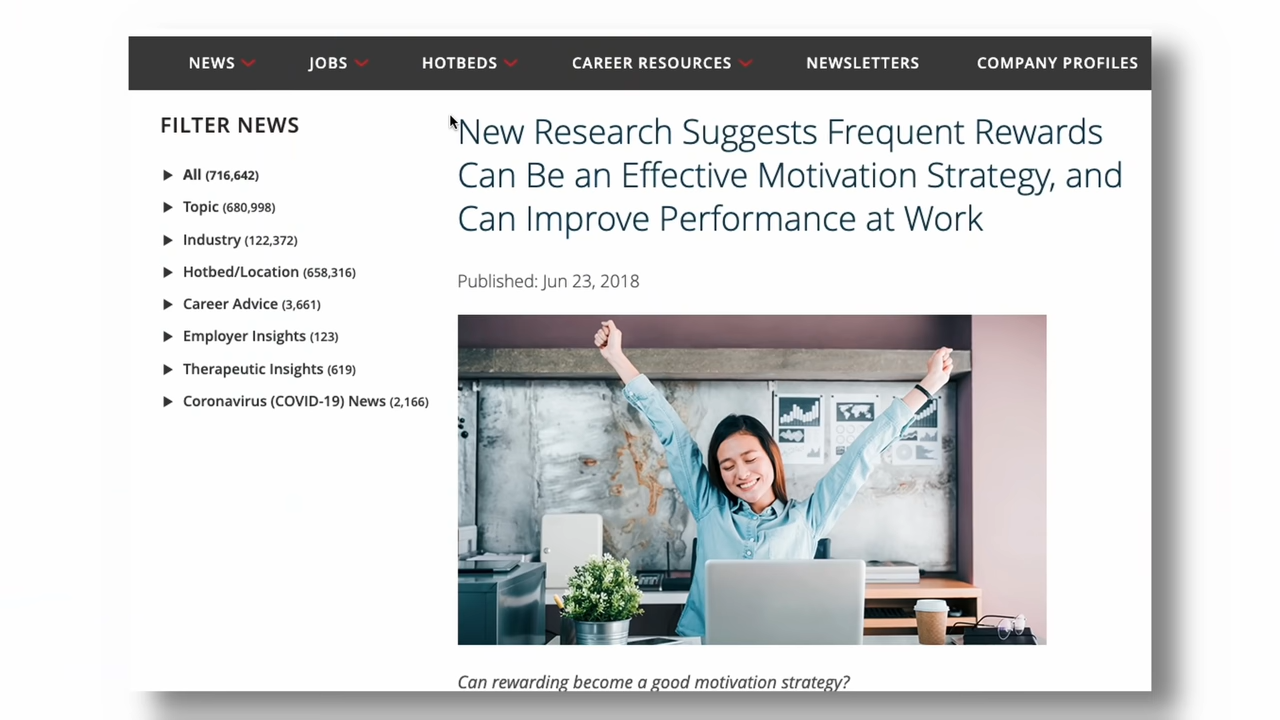 NEWS JOBS HOTBEDS CAREER RESOURCES NEWSLETTERS COMPANY PROFILES
FILTER NEWS
All (716,642)
Topic (680,998)
Industry (122,372)
Hotbed/Location (658,316)
Career Advice (3,661)
Employer Insights (123)
Therapeutic Insights (619)
Coronavirus (COVID-19) News (2,166)
New Research Suggests Frequent Rewards
Can Be an Effective Motivation Strategy, and
Can Improve Performance at Work
Published: Jun 23, 2018
Can rewarding become a good motivation strategy?